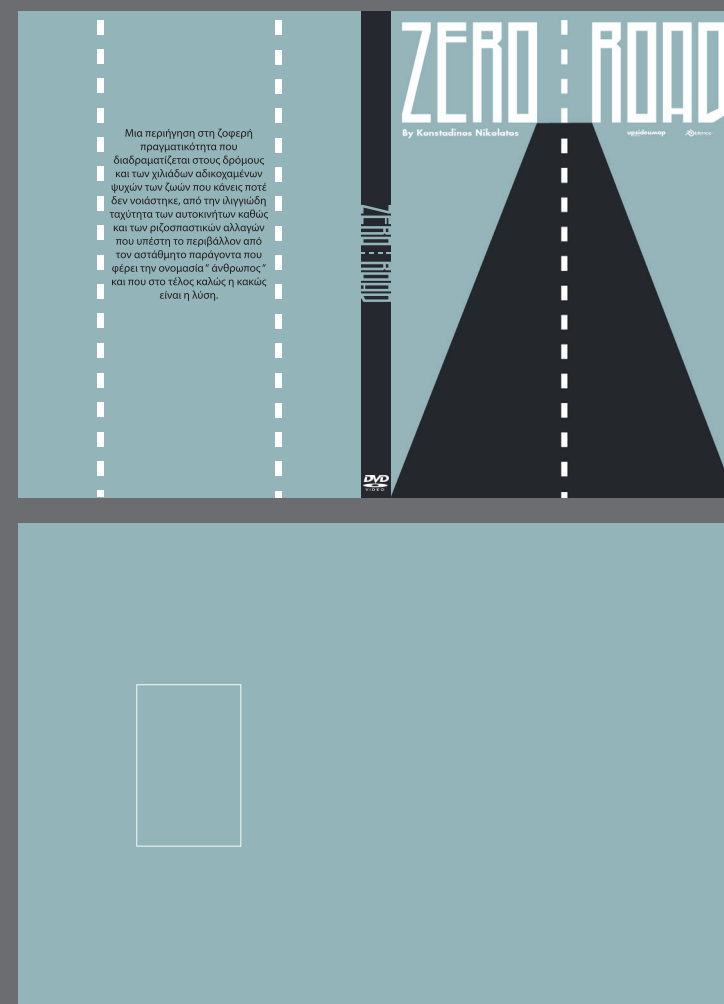 Μια περιήγηση στη ζοφερή
πραγματικότητα που
διαδραματίζεται στους δρόμους
και των χιλιάδων αδικοχαμένων
ψυχών των ζωών που κάνεις ποτέ
δεν νοιάστηκε, από την ιλιγγιώδη
ταχύτητα των αυτοκινήτων καθώς
και των ριζοσπαστικών αλλαγών
που υπέστη το περιβάλλον από
τον αστάθμητο παράγοντα που
φέρει την ονομασία " άνθρωπος "
και που στο τέλος καλώς η κακώς
είναι η λύση.
ZERO ROAD
DVD
VIDEO
ZERO ROAD
By Konstadinos Nikolatos